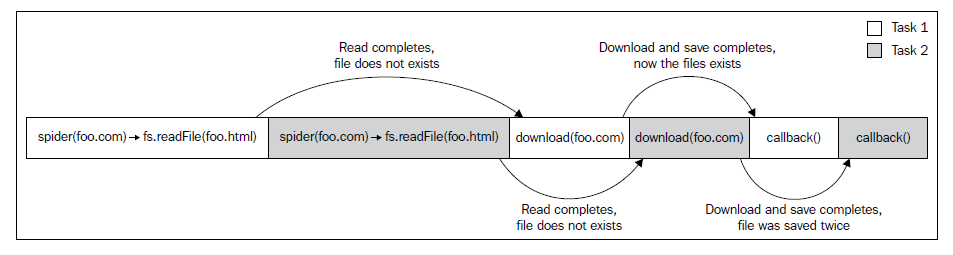 Task 1
Task 2
Read completes,
file does not exists
Download and save completes,
now the files exists
spider(foo.com) → fs.readFile(foo.html)
spider(foo.com) → fs.readFile(foo.html)
download(foo.com)
download(foo.com)
callback()
callback()
Read completes,
file does not exists
Download and save completes,
file was saved twice